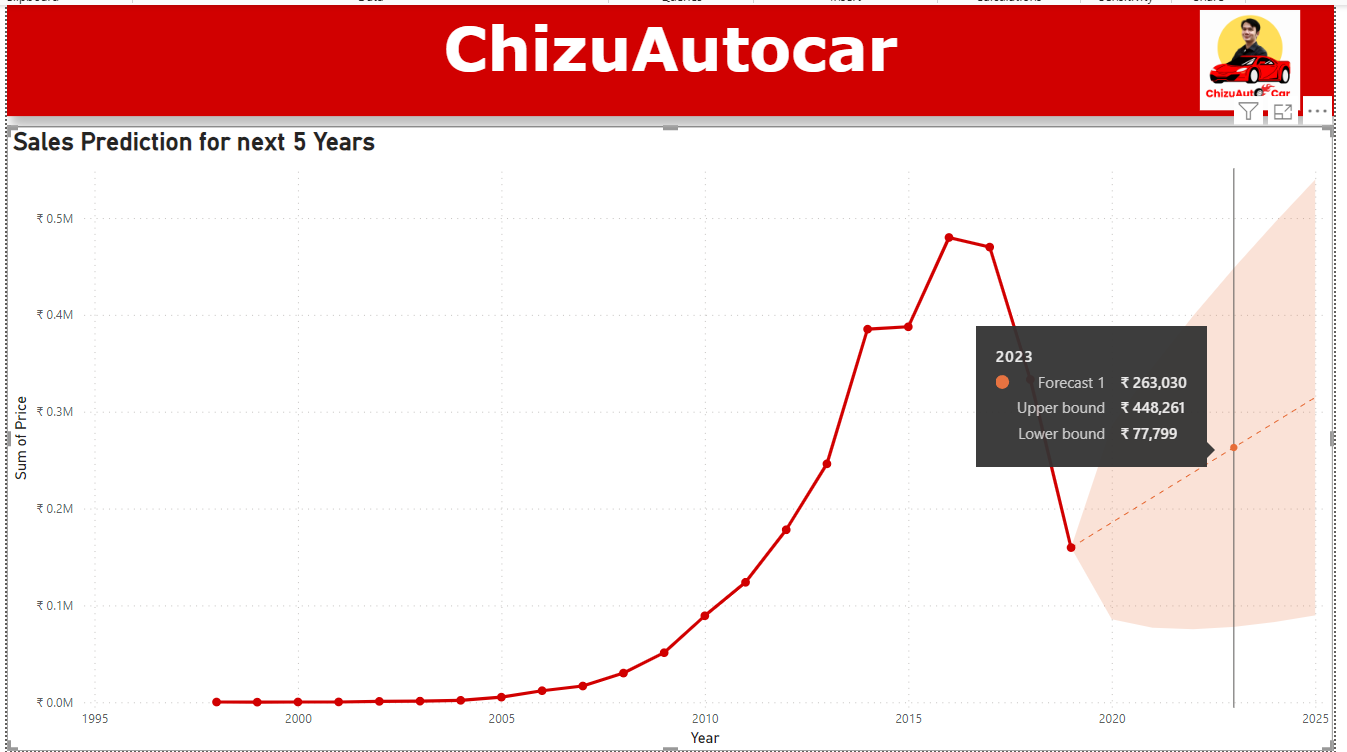 ChizuAutocar
ChizuAuto Car
Sales Prediction for next 5 Years
₹ 0.5M
₹ 0.4M
₹ 0.3M
₹ 0.2M
₹ 0.1M
₹ 0.0M
Sum of Price
2023
Forecast 1 ₹ 263,030
Upper bound ₹ 448,261
Lower bound ₹ 77,799
1995 2000 2005 2010 2015 2020 2025
Year